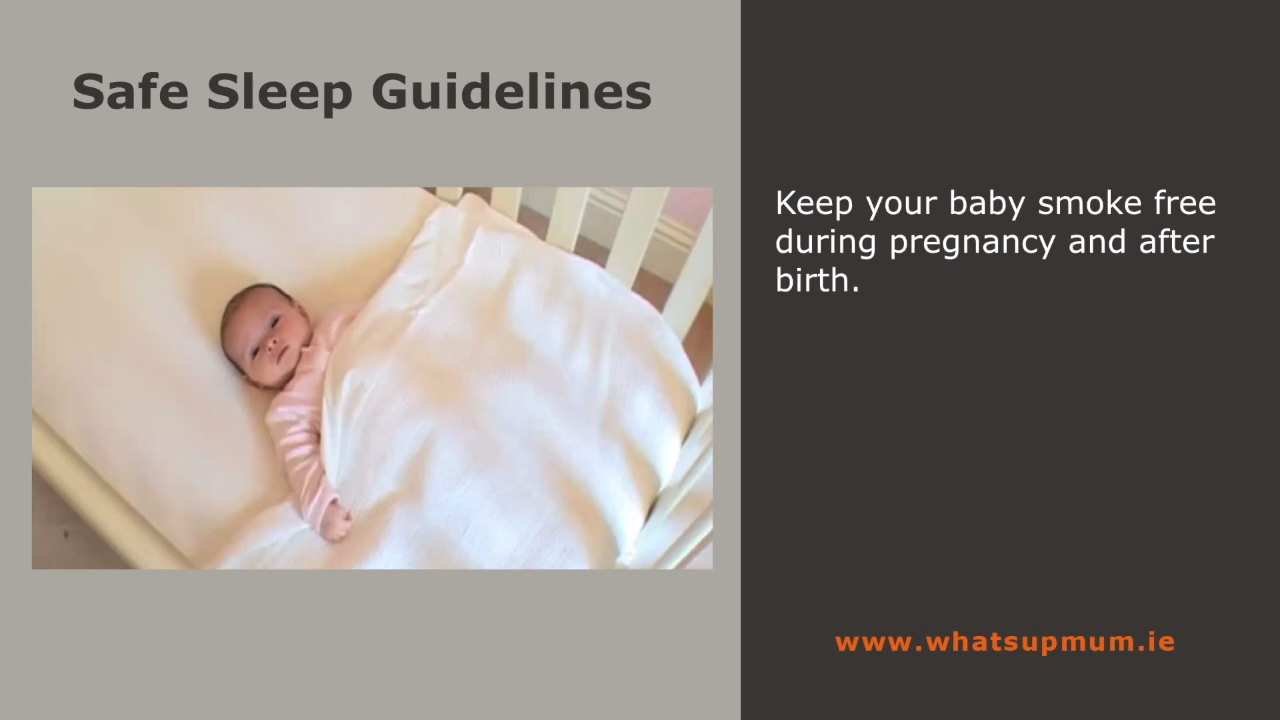 Safe Sleep Guidelines
Keep your baby smoke free
during pregnancy and after
birth.
www.whatsupmum.ie